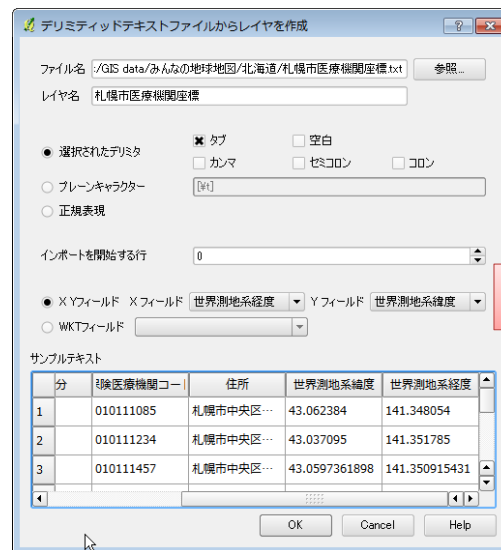 デリミティッドテキストファイルからレイヤを作成
ファイル名 :/GIS data/みんなの地球地図/北海道/札幌市医療機関座標.txt 参照...
レイヤ名 札幌市医療機関座標
選択されたデリミタ タブ 空白
カンマ セミコロン コロン
プレーンキャラクター [¥t]
正規表現
インポートを開始する行 0
X Yフィールド X フィールド 世界測地系経度 Y フィールド 世界測地系緯度
WKTフィールド
サンプルテキスト
分 険医療機関コー 住所 世界測地系緯度 世界測地系経度
1 010111085 札幌市中央区… 43.062384 141.348054
2 010111234 札幌市中央区… 43.037095 141.351785
3 010111457 札幌市中央区… 43.0597361898 141.350915431
OK Cancel Help